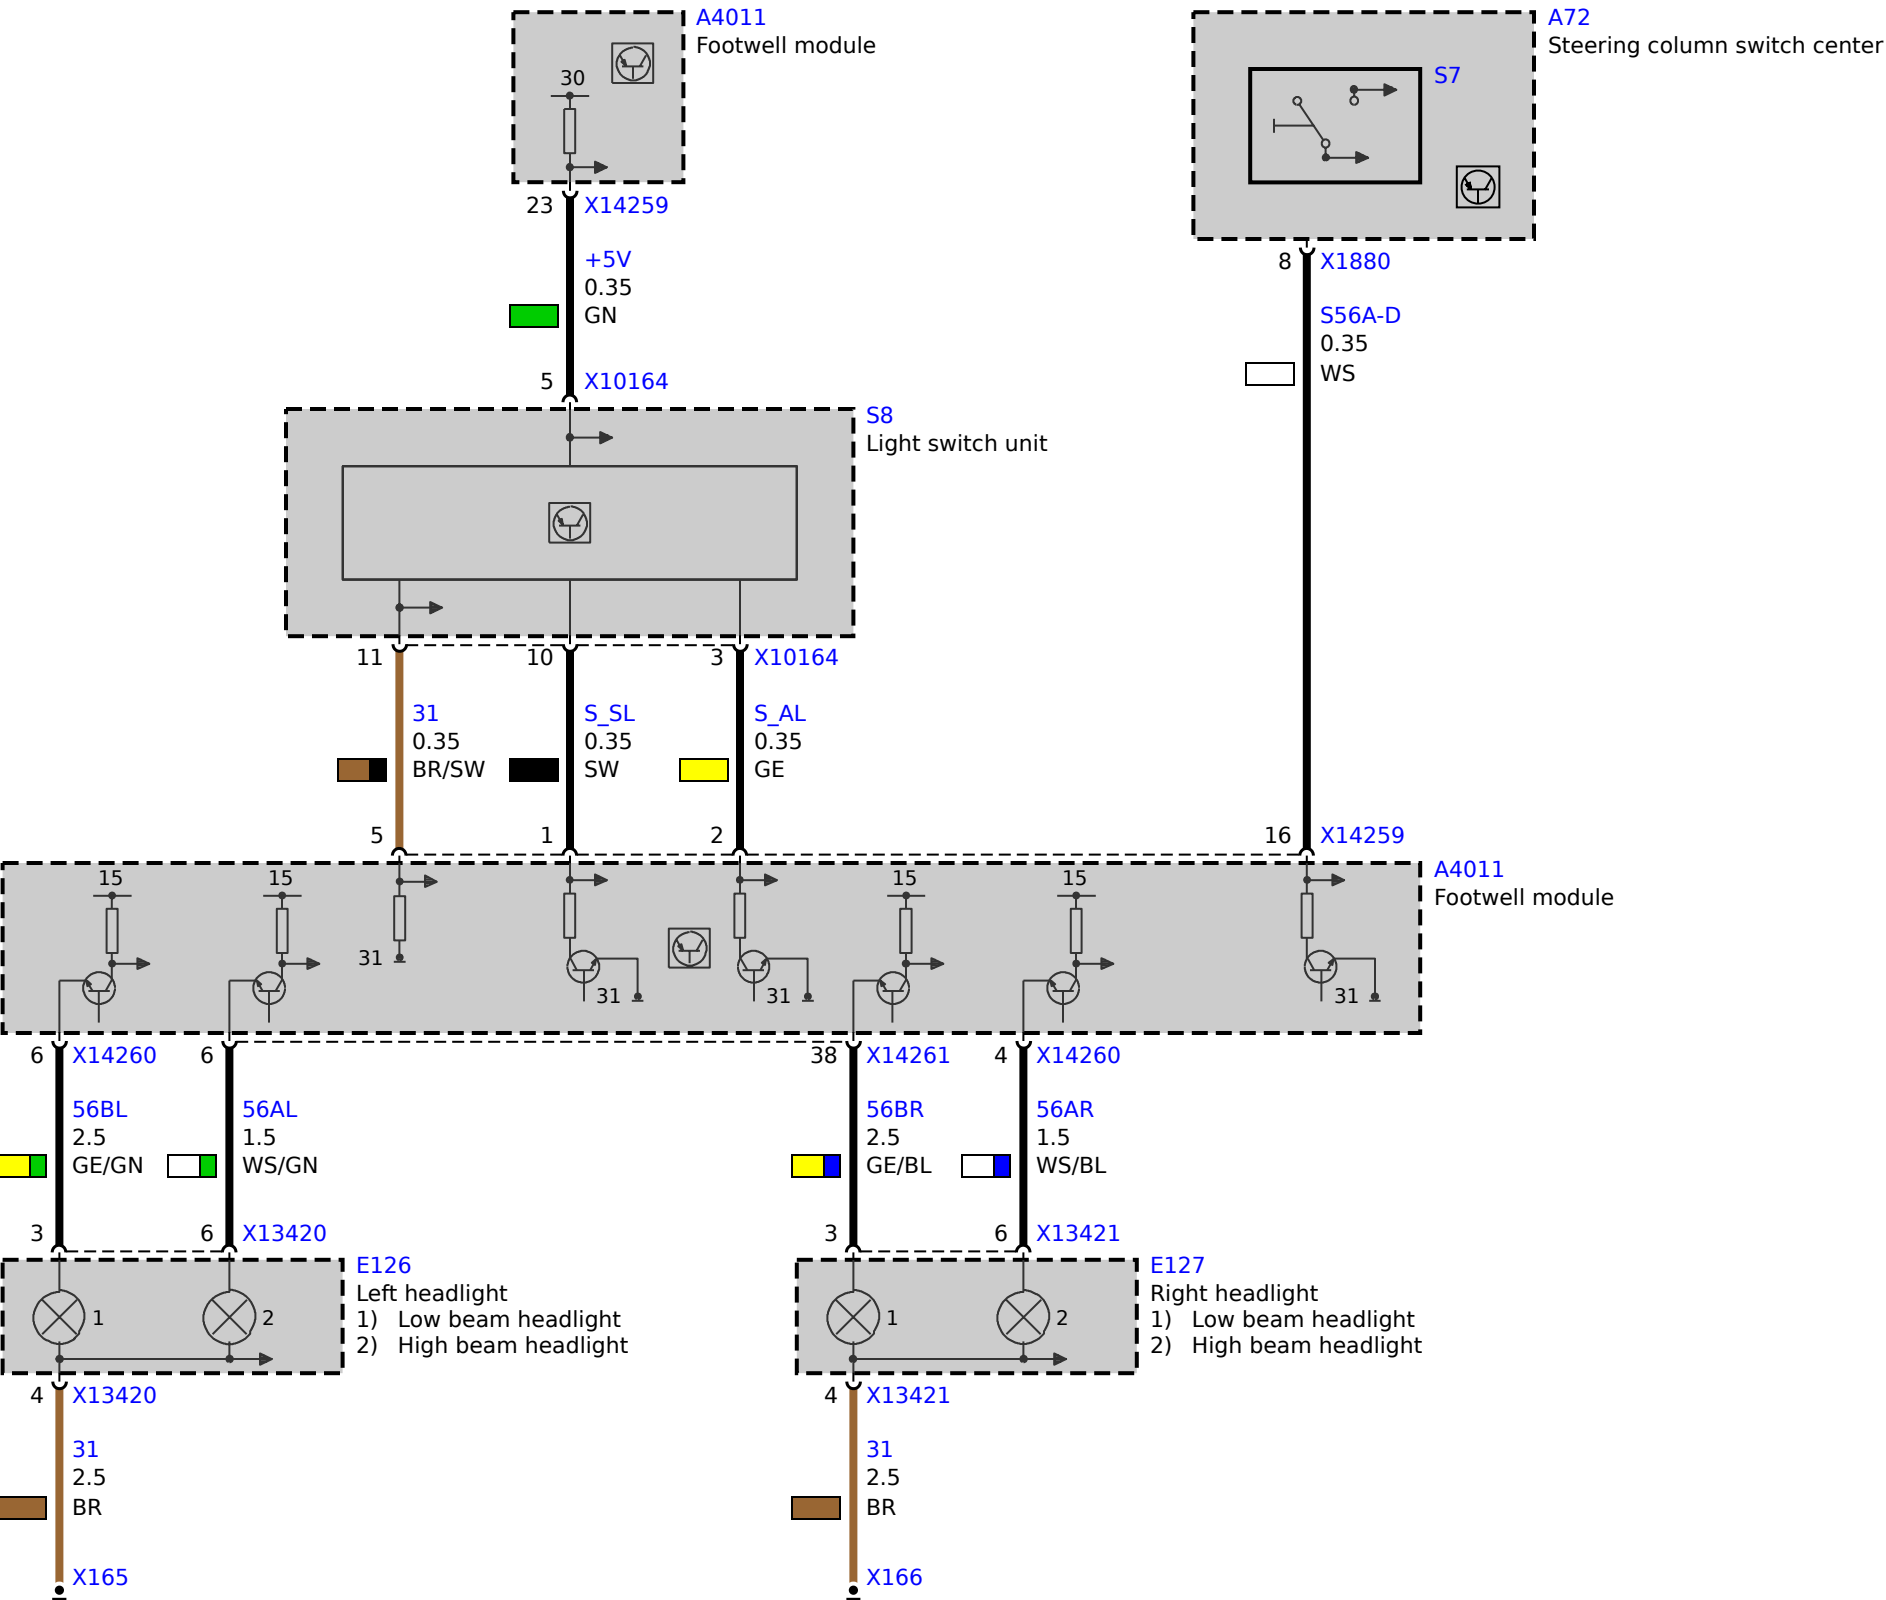 A4011
Footwell module
30
23 X14259
+5V
0.35
GN
5 X10164
A72
Steering column switch center
S7
8 X1880
S56A-D
0.35
WS
S8
Light switch unit
11 10 3 X10164
31 S_SL S_AL
0.35 0.35 0.35
BR/SW SW GE
5 1 2 16 X14259
A4011
Footwell module
15 15 15 15
31
31 31 31
6 X14260 6 38 X14261 4 X14260
56BL 56AL 56BR 56AR
2.5 1.5 2.5 1.5
GE/GN WS/GN GE/BL WS/BL
3 6 X13420 3 6 X13421
E126
Left headlight
1) Low beam headlight
2) High beam headlight
1 2
E127
Right headlight
1) Low beam headlight
2) High beam headlight
1 2
4 X13420 4 X13421
31 31
2.5 2.5
BR BR
X165 X166